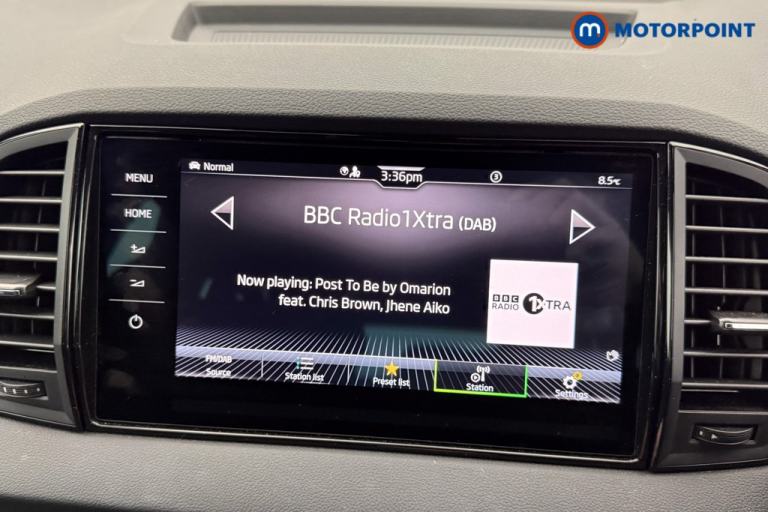 M MOTORPOINT
MENU
HOME
Normal
3:36pm
3
8.5°C
BBC Radio1Xtra (DAB)
Now playing: Post To Be by Omarion
feat. Chris Brown, Jhene Aiko
BBC
RADIO
1XTRA
FM/DAB
Source
Station list
Preset list
Station
Settings